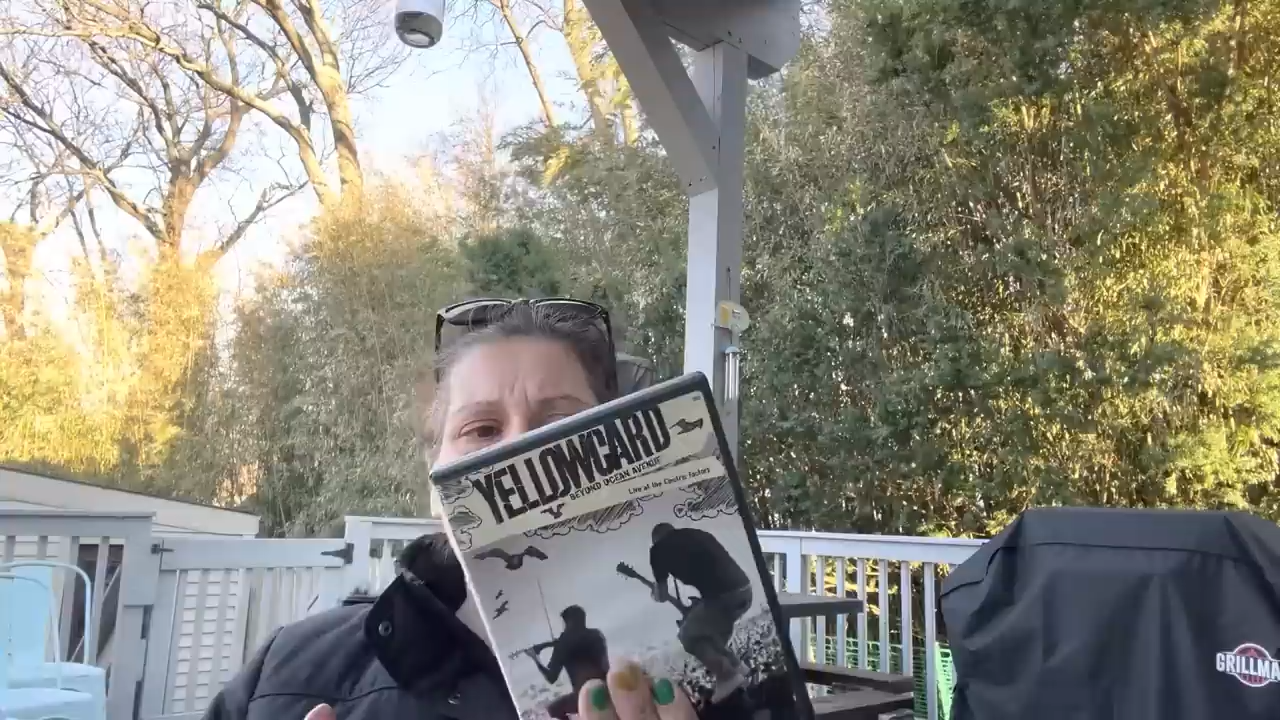 YELLOWCARD
BEYOND OCEAN AVENUE
Live at the Electric Factory
GRILLMA